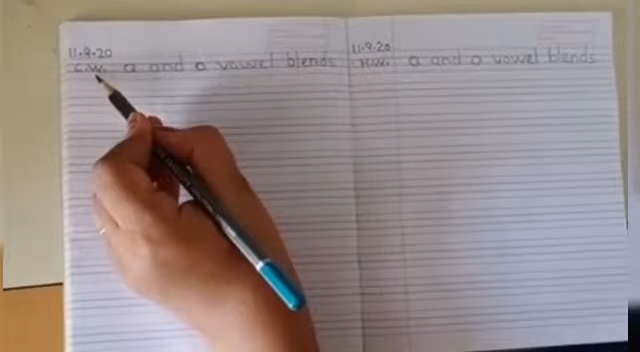 11.9.20
C.W. a and o vowel blends
11.9.20
H.W. a and o vowel blends